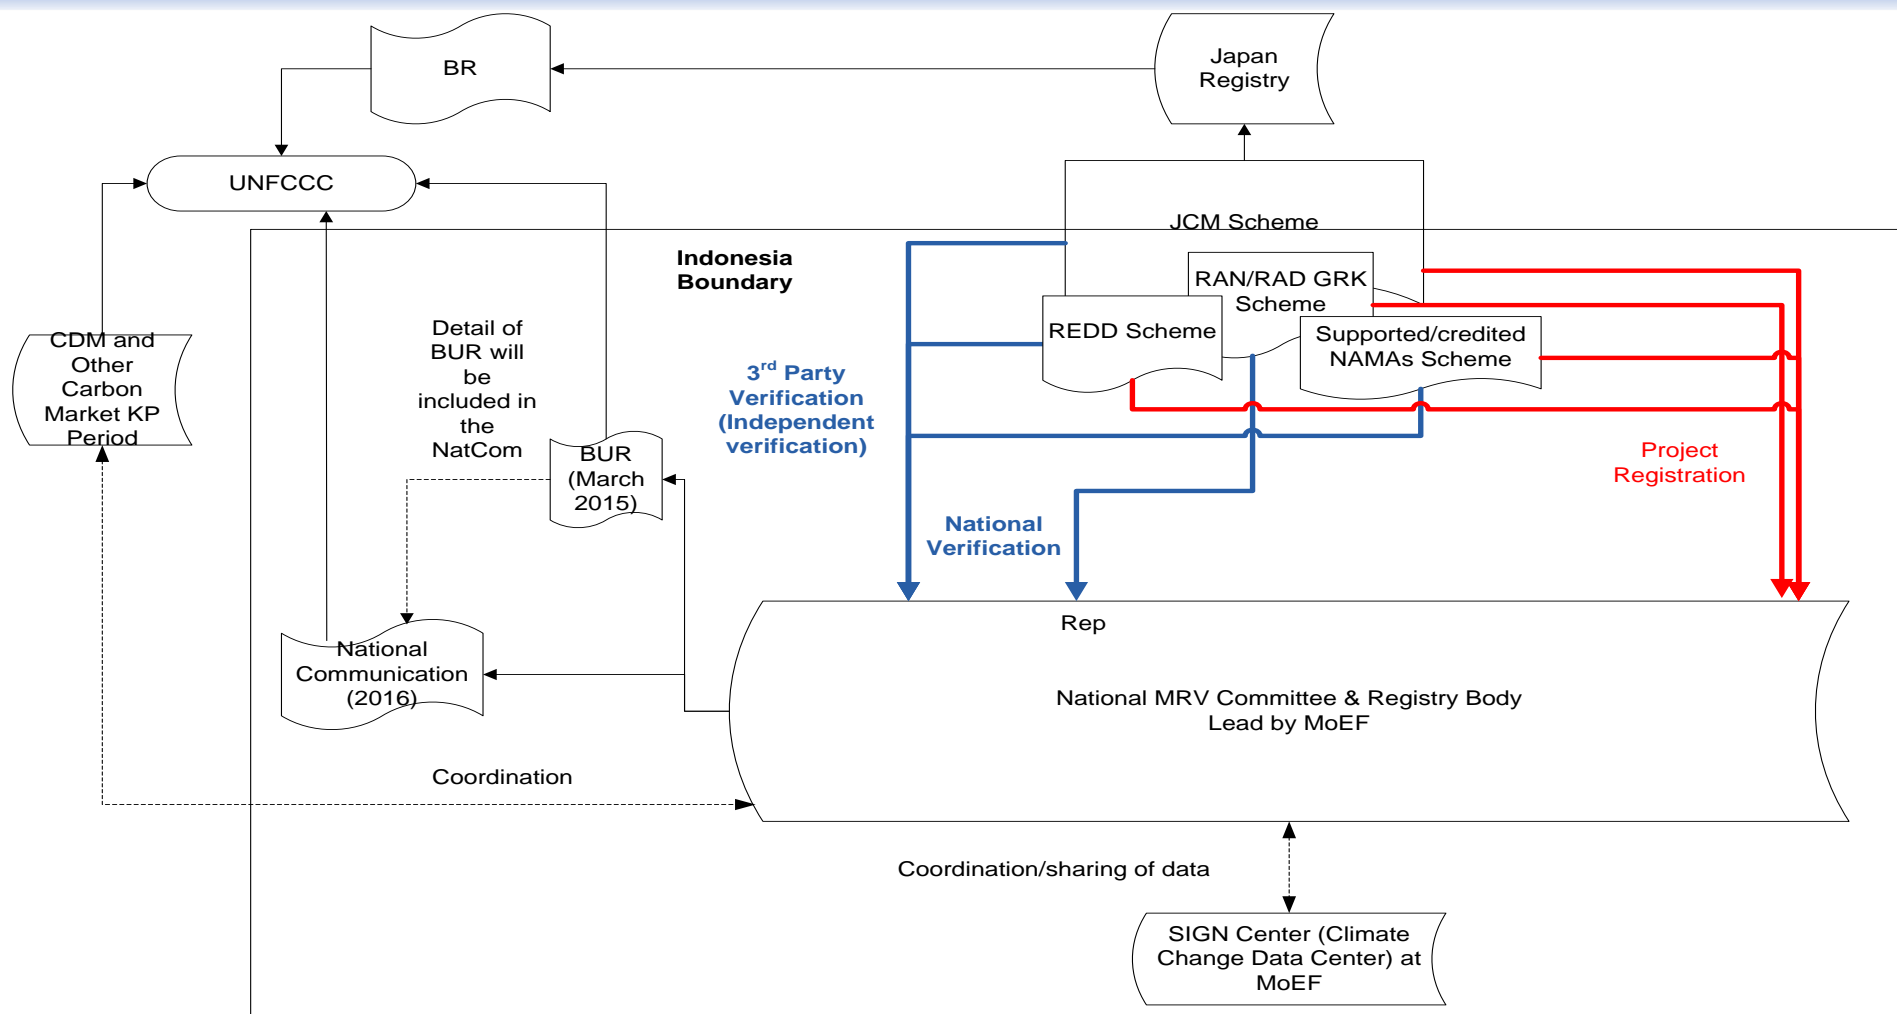 BR
Japan
Registry
UNFCCC
JCM Scheme
Indonesia
Boundary
RAN/RAD GRK
Scheme
REDD Scheme
Supported/credited
NAMAs Scheme
CDM and
Other
Carbon
Market KP
Period
Detail of
BUR will
be
included in
the
NatCom
3rd Party
Verification
(Independent
verification)
BUR
(March
2015)
Project
Registration
National
Verification
Rep
National
Communication
(2016)
National MRV Committee & Registry Body
Lead by MoEF
Coordination
Coordination/sharing of data
SIGN Center (Climate
Change Data Center) at
MoEF